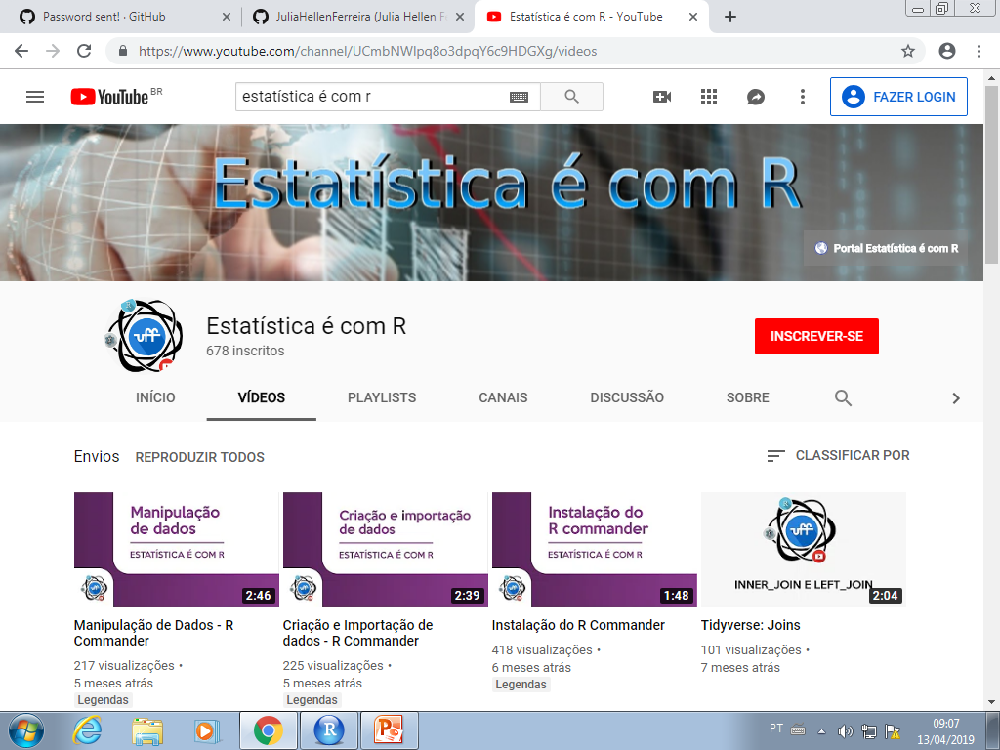 Password sent! · GitHub
JuliaHellenFerreira (Julia Hellen F
Estatística é com R - YouTube
https://www.youtube.com/channel/UCmbNWlpq8o3dpqY6c9HDGXg/videos
YouTube BR
estatística é com r
FAZER LOGIN
Estatística é com R
Portal Estatística é com R
uff
Estatística é com R
678 inscritos
INSCREVER-SE
INÍCIO
VÍDEOS
PLAYLISTS
CANAIS
DISCUSSÃO
SOBRE
Envios
REPRODUZIR TODOS
CLASSIFICAR POR
Manipulação
de dados
ESTATÍSTICA É COM R
2:46
Manipulação de Dados - R
Commander
217 visualizações •
5 meses atrás
Legendas
Criação e importação
de dados
ESTATÍSTICA É COM R
2:39
Criação e Importação de
dados - R Commander
225 visualizações •
5 meses atrás
Legendas
Instalação do
R commander
ESTATÍSTICA É COM R
1:48
Instalação do R Commander
418 visualizações •
6 meses atrás
Legendas
uff
INNER_JOIN E LEFT_JOIN
2:04
Tidyverse: Joins
101 visualizações •
7 meses atrás
PT
09:07
13/04/2019